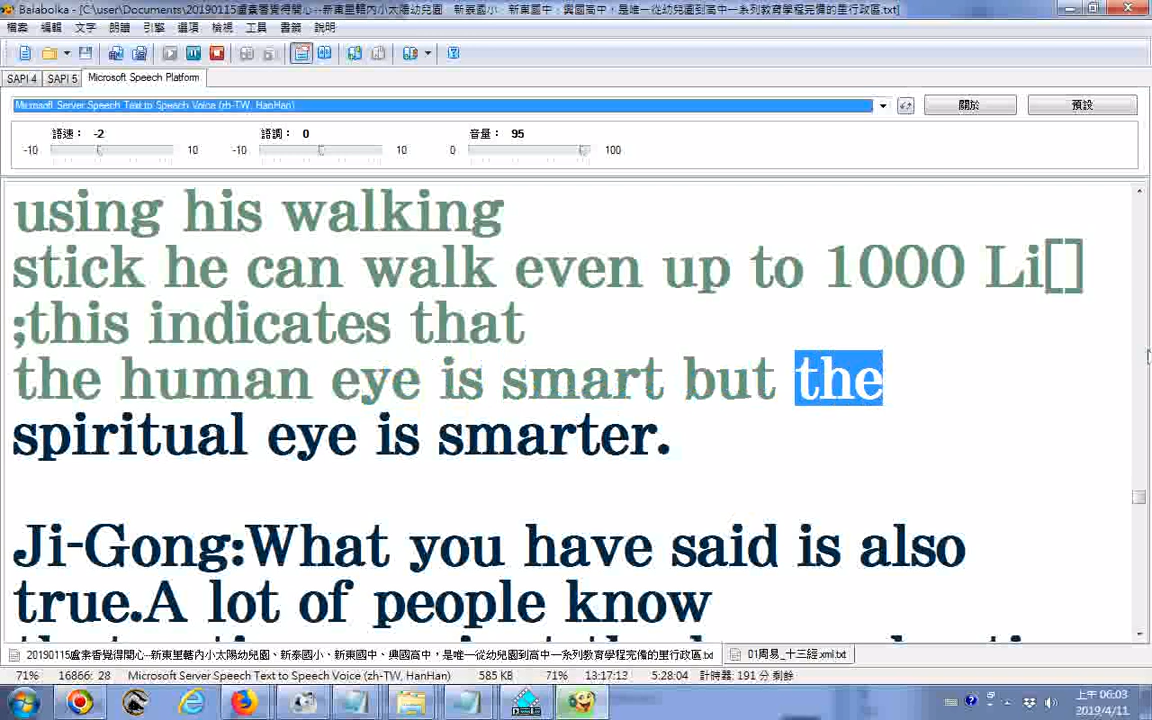 Balabolka - [C:\user\Documents\20190115盧素香覺得開心--新東里轄內小太陽幼兒園、新泰國小、新東國中、興國高中，是唯一從幼兒園到高中一系列教育學程完備的里行政區.txt]
檔案 編輯 文字 朗讀 引擎 選項 檢視 工具 書籤 說明
SAPI 4 SAPI 5 Microsoft Speech Platform
Microsoft Server Speech Text to Speech Voice (zh-TW, HanHan)
關於 預設
語速： -2 語調： 0 音量： 95
-10 10 -10 10 0 100
using his walking
stick he can walk even up to 1000 Li[]
;this indicates that
the human eye is smart but the
spiritual eye is smarter.
Ji-Gong:What you have said is also
true.A lot of people know
20190115盧素香覺得開心--新東里轄內小太陽幼兒園、新泰國小、新東國中、興國高中，是唯一從幼兒園到高中一系列教育學程完備的里行政區.txt 01周易_十三經.xml.txt
71% 16866: 28 Microsoft Server Speech Text to Speech Voice (zh-TW, HanHan) 585 KB 71% 13:17:13 5:28:04 計時器: 191 分 剩餘
上午 06:03
2019/4/11